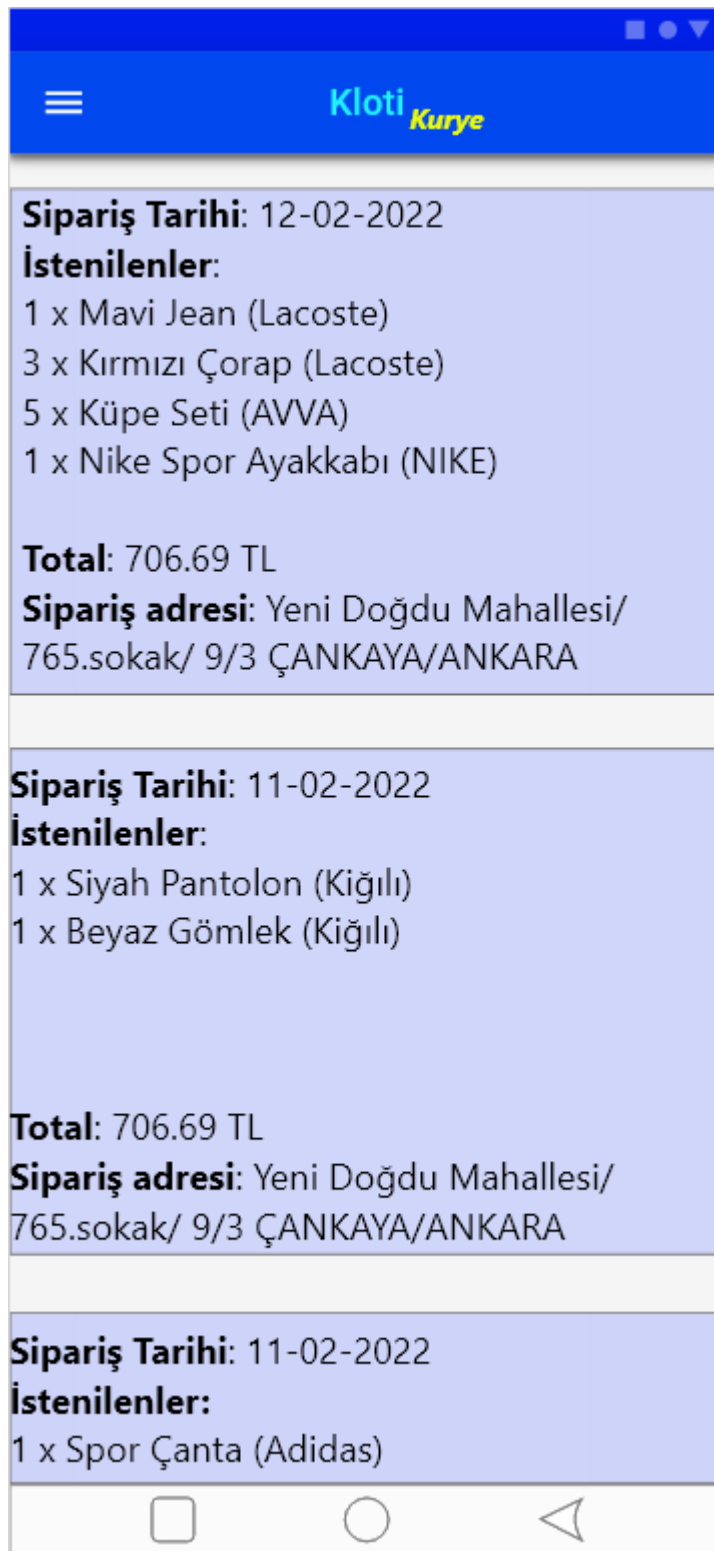 Kloti Kurye
Sipariş Tarihi: 12-02-2022
İstenilenler:
1 x Mavi Jean (Lacoste)
3 x Kırmızı Çorap (Lacoste)
5 x Küpe Seti (AVVA)
1 x Nike Spor Ayakkabı (NIKE)
Total: 706.69 TL
Sipariş adresi: Yeni Doğdu Mahallesi/
765.sokak/ 9/3 ÇANKAYA/ANKARA
Sipariş Tarihi: 11-02-2022
İstenilenler:
1 x Siyah Pantolon (Kiğılı)
1 x Beyaz Gömlek (Kiğılı)
Total: 706.69 TL
Sipariş adresi: Yeni Doğdu Mahallesi/
765.sokak/ 9/3 ÇANKAYA/ANKARA
Sipariş Tarihi: 11-02-2022
İstenilenler:
1 x Spor Çanta (Adidas)